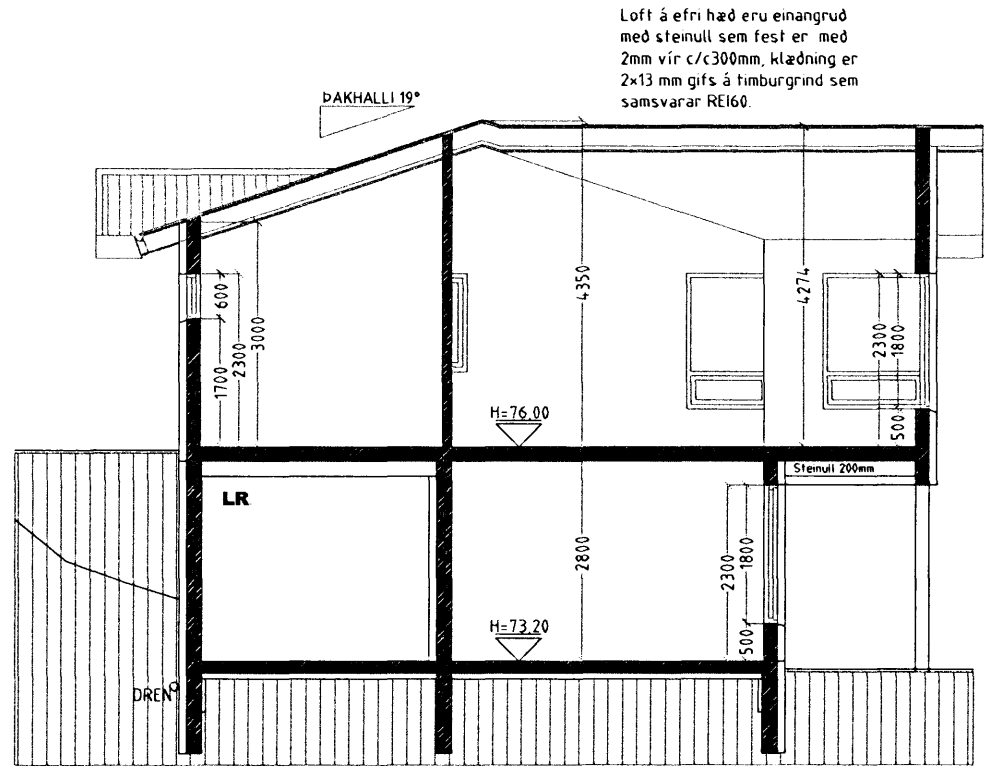 Loft á efri hæð eru einangruð
með steinull sem fest er með
2mm vír c/c300mm, klæðning er
2x13 mm gifs á timburgrind sem
samsvarar REI60.
ÞAKHALLI 19°
600
1700
2300
3000
4350
4274
2300
1800
500
H=76,00
Steinull 200mm
LR
2800
2300
1800
500
H=73,20
DREN